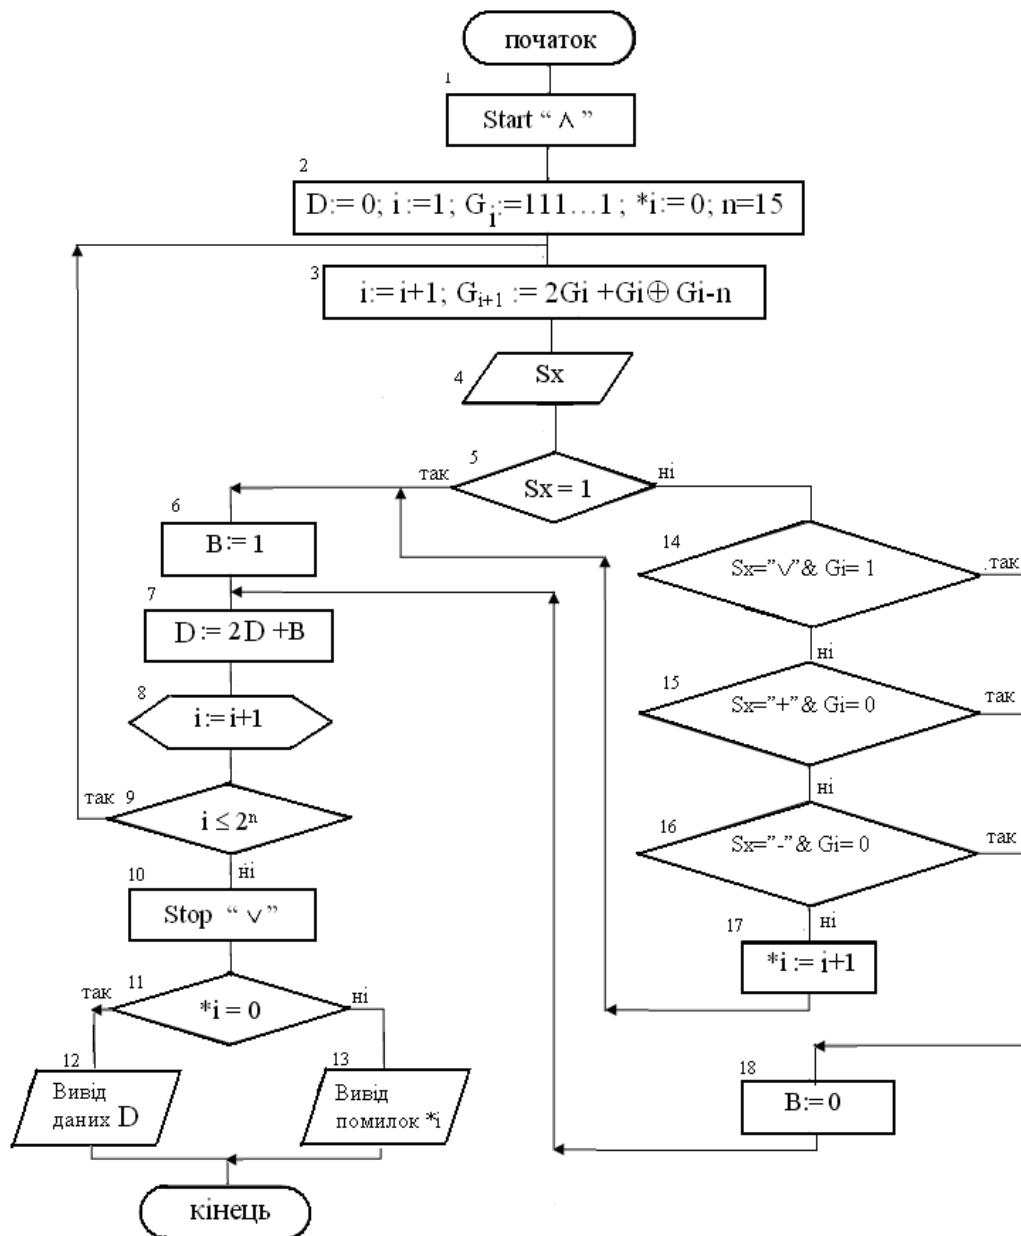 початок
1
Start “ ∧ ”
2
D:= 0; i :=1; Gi:=111...1; *i:= 0; n=15
3
i:= i+1; Gi+1 := 2Gi +Gi⊕ Gi-n
4
Sx
5
так
ні
Sx = 1
6
B:= 1
14
Sx=”∨”& Gi= 1
.так
7
D:= 2D +B
ні
8
i:= i+1
15
Sx=”+”& Gi= 0
так
ні
так
9
i ≤ 2ⁿ
16
Sx=”-”& Gi= 0
так
ні
10
Stop “ ∨”
ні
17
*i := i+1
11
так
ні
*i = 0
12
Вивід
даних D
13
Вивід
помилок *i
18
B:= 0
кінець